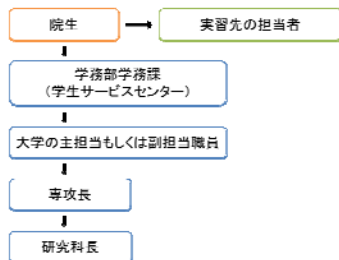 院生
実習先の担当者
学務部学務課
(学生サービスセンター)
大学の主担当もしくは副担当職員
専攻長
研究科長